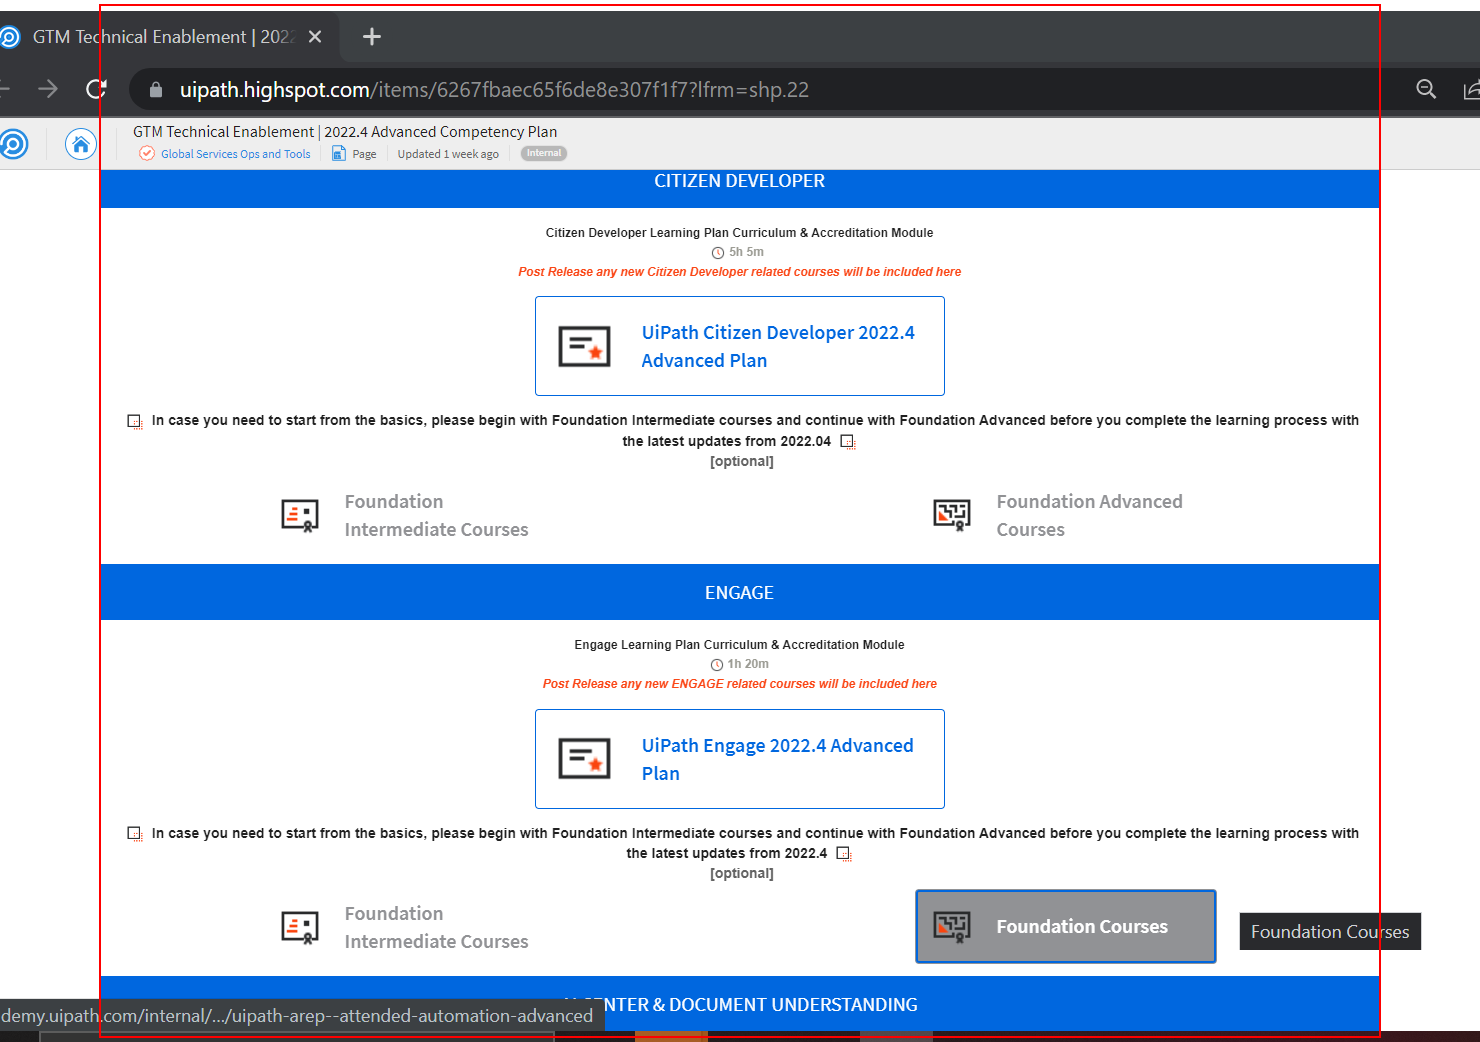 GTM Technical Enablement | 2022
uipath.highspot.com/items/6267fbaec65f6de8e307f1f7?lfrm=shp.22
GTM Technical Enablement | 2022.4 Advanced Competency Plan
Global Services Ops and Tools Page Updated 1 week ago Internal
CITIZEN DEVELOPER
Citizen Developer Learning Plan Curriculum & Accreditation Module
5h 5m
Post Release any new Citizen Developer related courses will be included here
UiPath Citizen Developer 2022.4
Advanced Plan
In case you need to start from the basics, please begin with Foundation Intermediate courses and continue with Foundation Advanced before you complete the learning process with
the latest updates from 2022.04
[optional]
Foundation
Intermediate Courses
Foundation Advanced
Courses
ENGAGE
Engage Learning Plan Curriculum & Accreditation Module
1h 20m
Post Release any new ENGAGE related courses will be included here
UiPath Engage 2022.4 Advanced
Plan
In case you need to start from the basics, please begin with Foundation Intermediate courses and continue with Foundation Advanced before you complete the learning process with
the latest updates from 2022.4
[optional]
Foundation
Intermediate Courses
Foundation Courses
Foundation Courses
& DOCUMENT UNDERSTANDING
demy.uipath.com/internal/.../uipath-arep--attended-automation-advanced